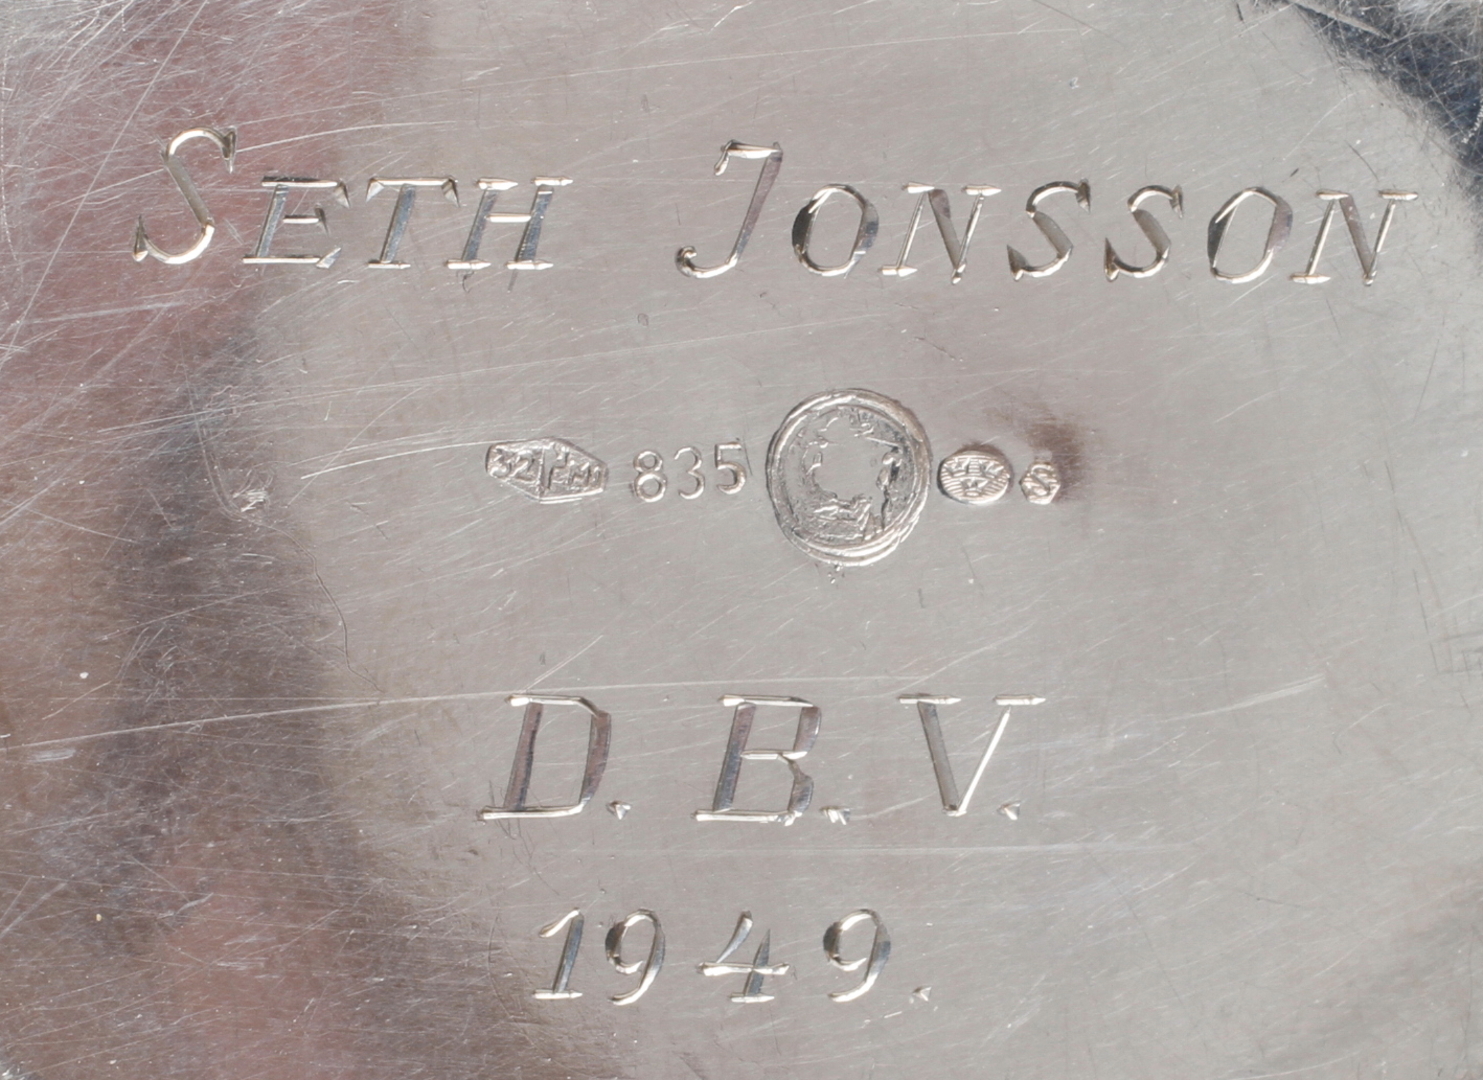 SETH JONSSON
835 S
D. B. V.
1949.